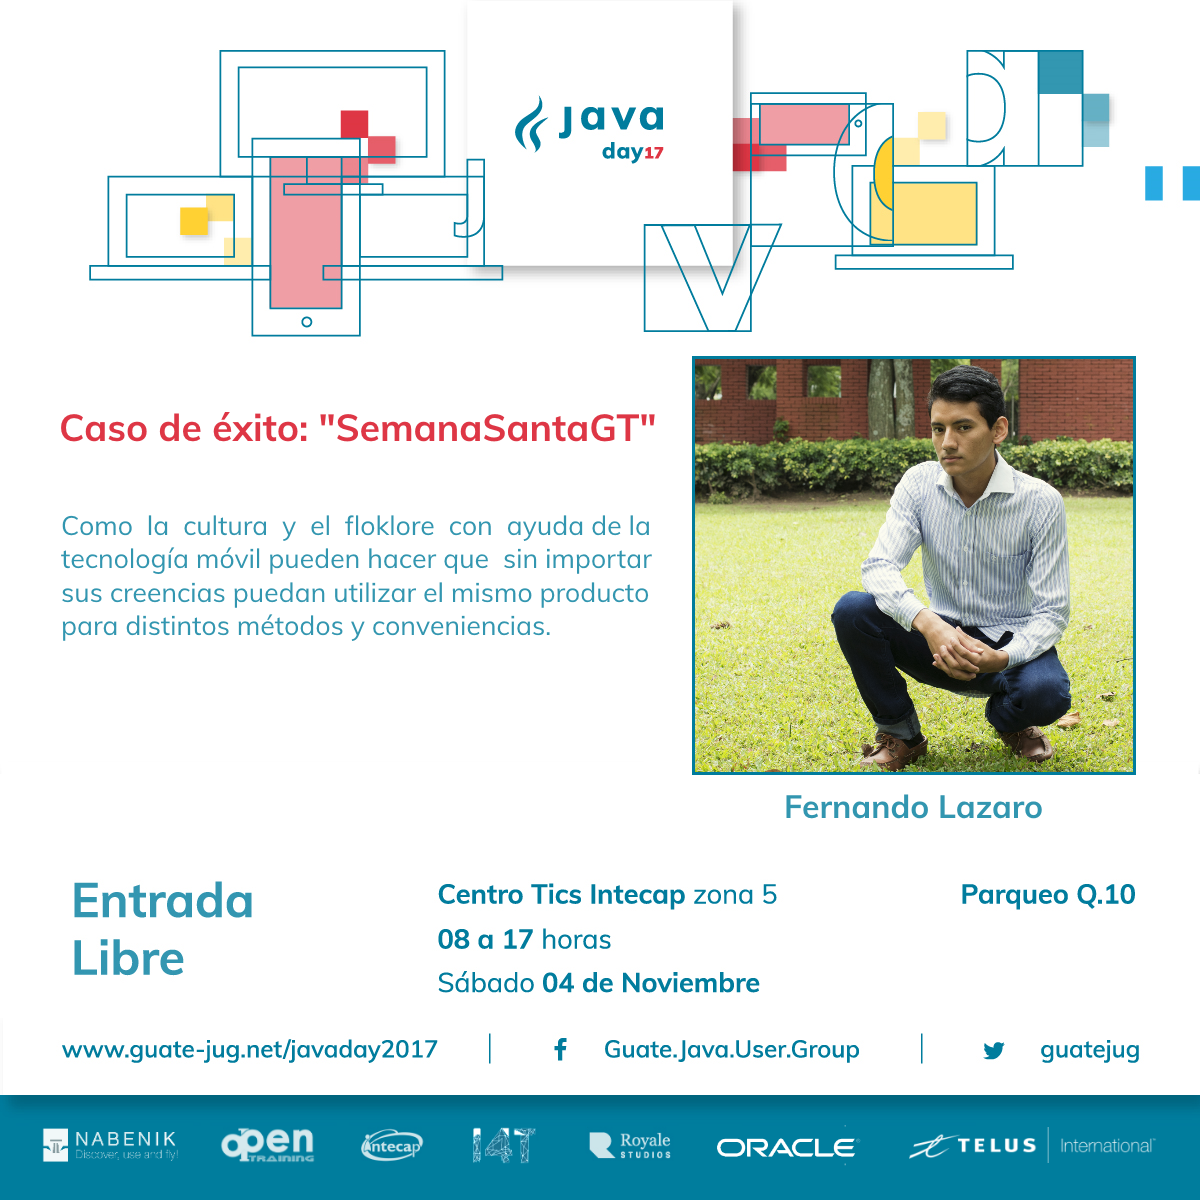 Java
day17
J
a
v
a
Caso de éxito: "SemanaSantaGT"
Como la cultura y el floklore con ayuda de la
tecnología móvil pueden hacer que sin importar
sus creencias puedan utilizar el mismo producto
para distintos métodos y conveniencias.
Fernando Lazaro
Entrada
Libre
Centro Tics Intecap zona 5
08 a 17 horas
Sábado 04 de Noviembre
Parqueo Q.10
www.guate-jug.net/javaday2017
Guate.Java.User.Group
guatejug
NABENIK
Discover, use and fly!
open
TRAINING
intecap
I4T
Royale
STUDIOS
ORACLE
TELUS International